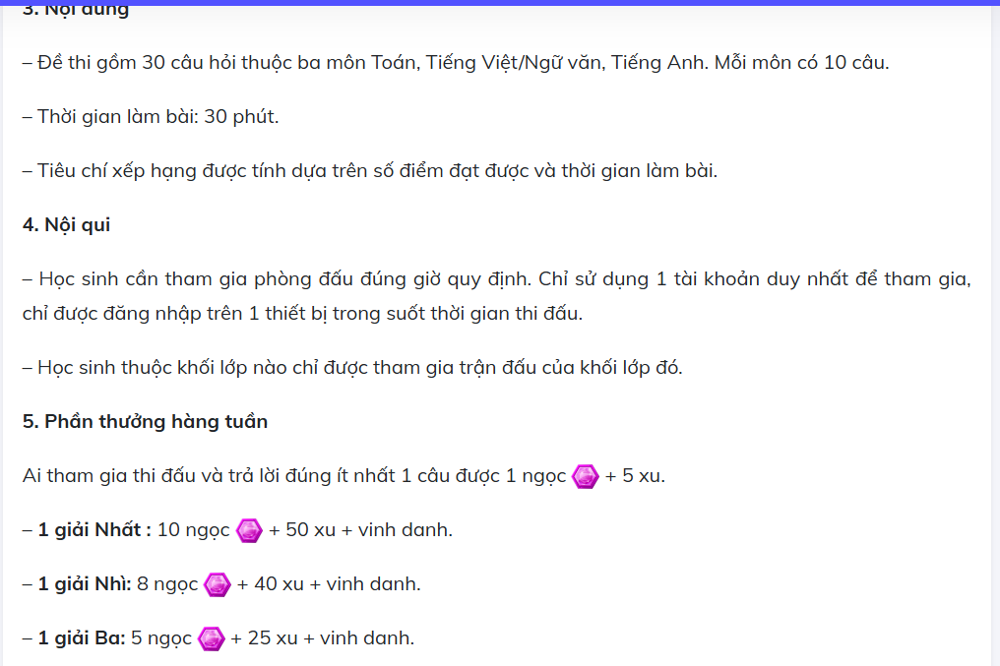 3. Nội dung
– Đề thi gồm 30 câu hỏi thuộc ba môn Toán, Tiếng Việt/Ngữ văn, Tiếng Anh. Mỗi môn có 10 câu.
– Thời gian làm bài: 30 phút.
– Tiêu chí xếp hạng được tính dựa trên số điểm đạt được và thời gian làm bài.
4. Nội qui
– Học sinh cần tham gia phòng đấu đúng giờ quy định. Chỉ sử dụng 1 tài khoản duy nhất để tham gia,
chỉ được đăng nhập trên 1 thiết bị trong suốt thời gian thi đấu.
– Học sinh thuộc khối lớp nào chỉ được tham gia trận đấu của khối lớp đó.
5. Phần thưởng hàng tuần
Ai tham gia thi đấu và trả lời đúng ít nhất 1 câu được 1 ngọc + 5 xu.
– 1 giải Nhất : 10 ngọc + 50 xu + vinh danh.
– 1 giải Nhì: 8 ngọc + 40 xu + vinh danh.
– 1 giải Ba: 5 ngọc + 25 xu + vinh danh.